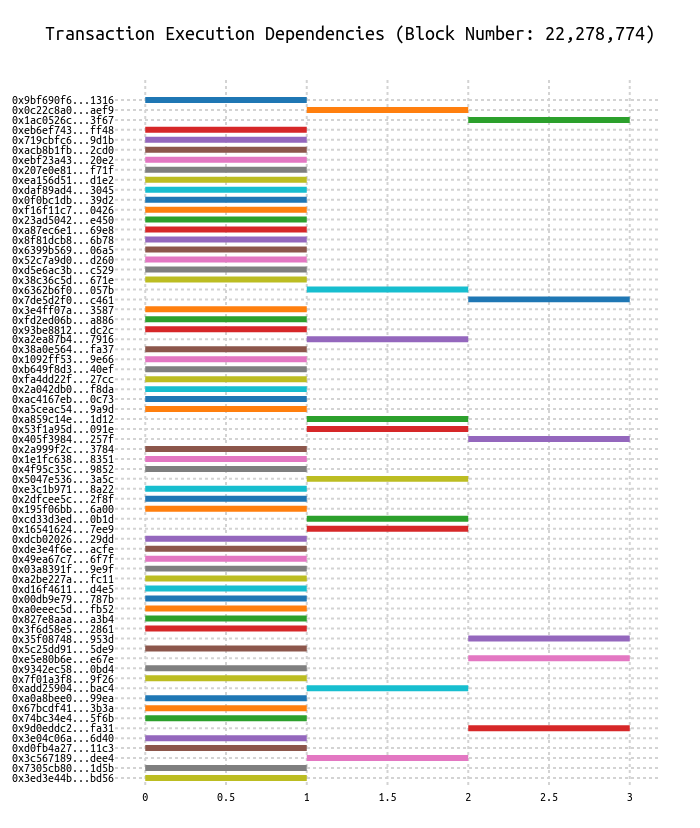 Transaction Execution Dependencies (Block Number: 22,278,774)
0x9bf690f6...1316
0x0c22c8a0...aef9
0x1ac0526c...3f67
0xeb6ef743...ff48
0x719cbfc6...9d1b
0xacb8b1fb...2cd0
0xebf23a43...20e2
0x207e0e81...f71f
0xea156d51...d1e2
0xdaf89ad4...3045
0x0f0bc1db...39d2
0xf16f11c7...0426
0x23ad5042...e450
0xa87ec6e1...69e8
0x8f81dcb8...6b78
0x6399b569...06a5
0x52c7a9d0...d260
0xd5e6ac3b...c529
0x38c36c5d...671e
0x6362b6f0...057b
0x7de5d2f0...c461
0x3e4ff07a...3587
0xfd2ed06b...a886
0x93be8812...dc2c
0xa2ea87b4...7916
0x38a0e564...fa37
0x1092ff53...9e66
0xb649f8d3...40ef
0xfa4dd22f...27cc
0x2a042db0...f8da
0xac4167eb...0c73
0xa5ceac54...9a9d
0xa859c14e...1d12
0x53f1a95d...091e
0x405f3984...257f
0x2a999f2c...3784
0x1e1fc638...8351
0x4f95c35c...9852
0x5047e536...3a5c
0xe3c1b971...8a22
0x2dfcee5c...2f8f
0x195f06bb...6a00
0xcd33d3ed...0b1d
0x16541624...7ee9
0xdcb02026...29dd
0xde3e4f6e...acfe
0x49ea67c7...6f7f
0x03a8391f...9e9f
0xa2be227a...fc11
0xd16f4611...d4e5
0x00db9e79...787b
0xa0eeec5d...fb52
0x827e8aaa...a3b4
0x3f6d58e5...2861
0x35f08748...953d
0x5c25dd91...5de9
0xe5e80b6e...e67e
0x9342ec58...0bd4
0x7f01a3f8...9f26
0xadd25904...bac4
0xa0a8bee0...99ea
0x67bcdf41...3b3a
0x74bc34e4...5f6b
0x9d0eddc2...fa31
0x3e04c06a...6d40
0xd0fb4a27...11c3
0x3c567189...dee4
0x7305cb80...1d5b
0x3ed3e44b...bd56
0 0.5 1 1.5 2 2.5 3